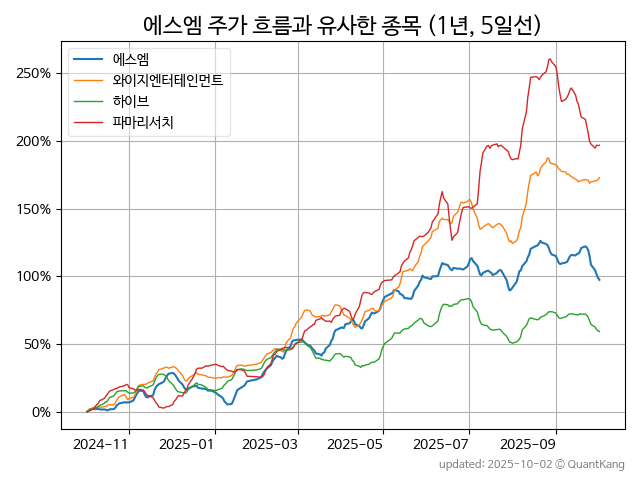 에스엠 주가 흐름과 유사한 종목 (1년, 5일선)
에스엠
와이지엔터테인먼트
하이브
파마리서치
250%
200%
150%
100%
50%
0%
2024-11 2025-01 2025-03 2025-05 2025-07 2025-09
updated: 2025-10-02 © QuantKang